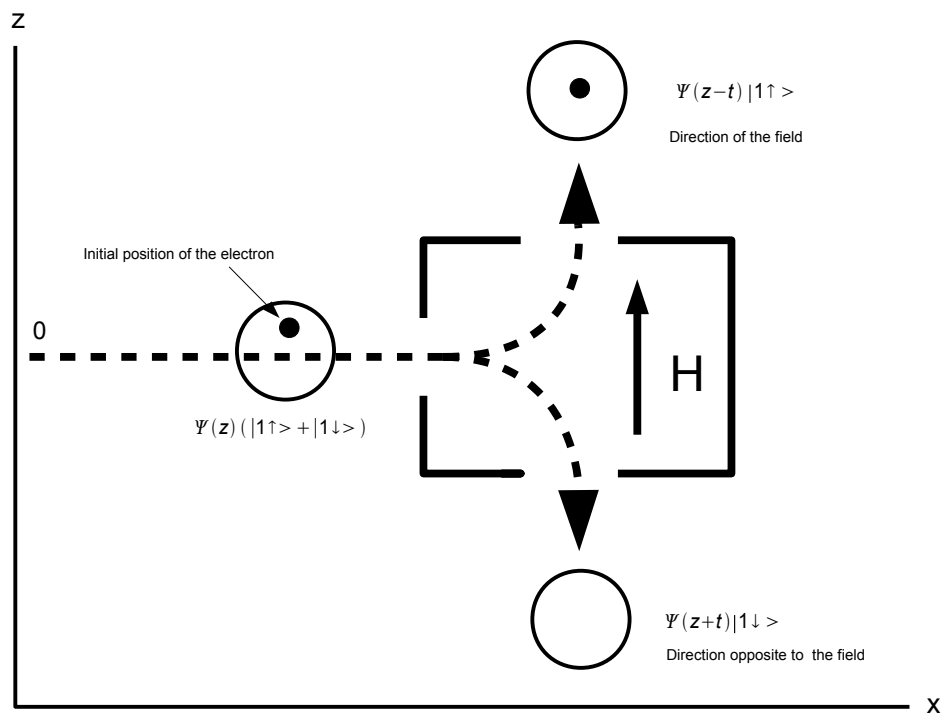 z
Ψ(z−t)|1↑>
Direction of the field
Initial position of the electron
0
H
Ψ(z)(|1↑>+|1↓>)
Ψ(z+t)|1↓>
Direction opposite to the field
x